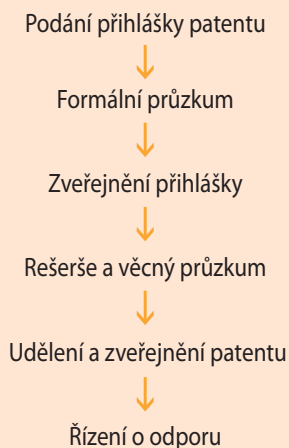 Podání přihlášky patentu
Formální průzkum
Zveřejnění přihlášky
Rešerše a věcný průzkum
Udělení a zveřejnění patentu
Řízení o odporu